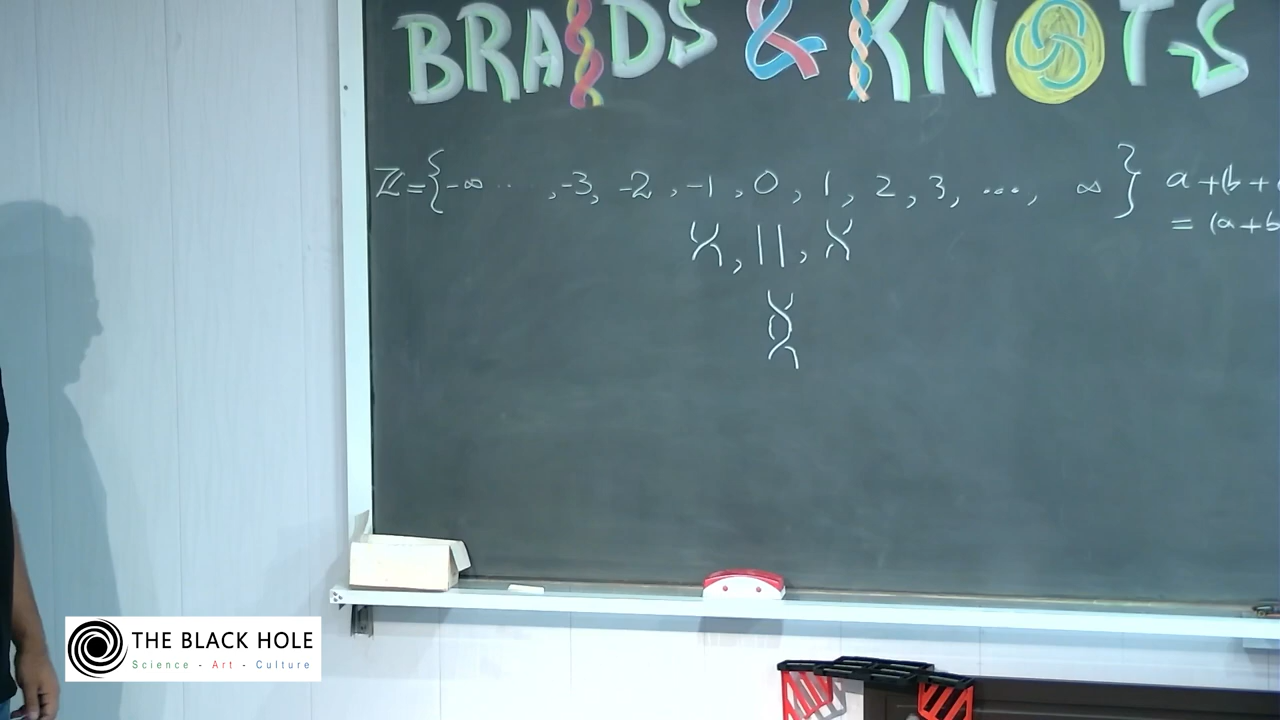 BRAIDS & KNOTS
ℤ = { -∞ ... , -3, -2, -1, 0, 1, 2, 3, ..., ∞ } a + (b +
= (a + b
THE BLACK HOLE
Science - Art - Culture